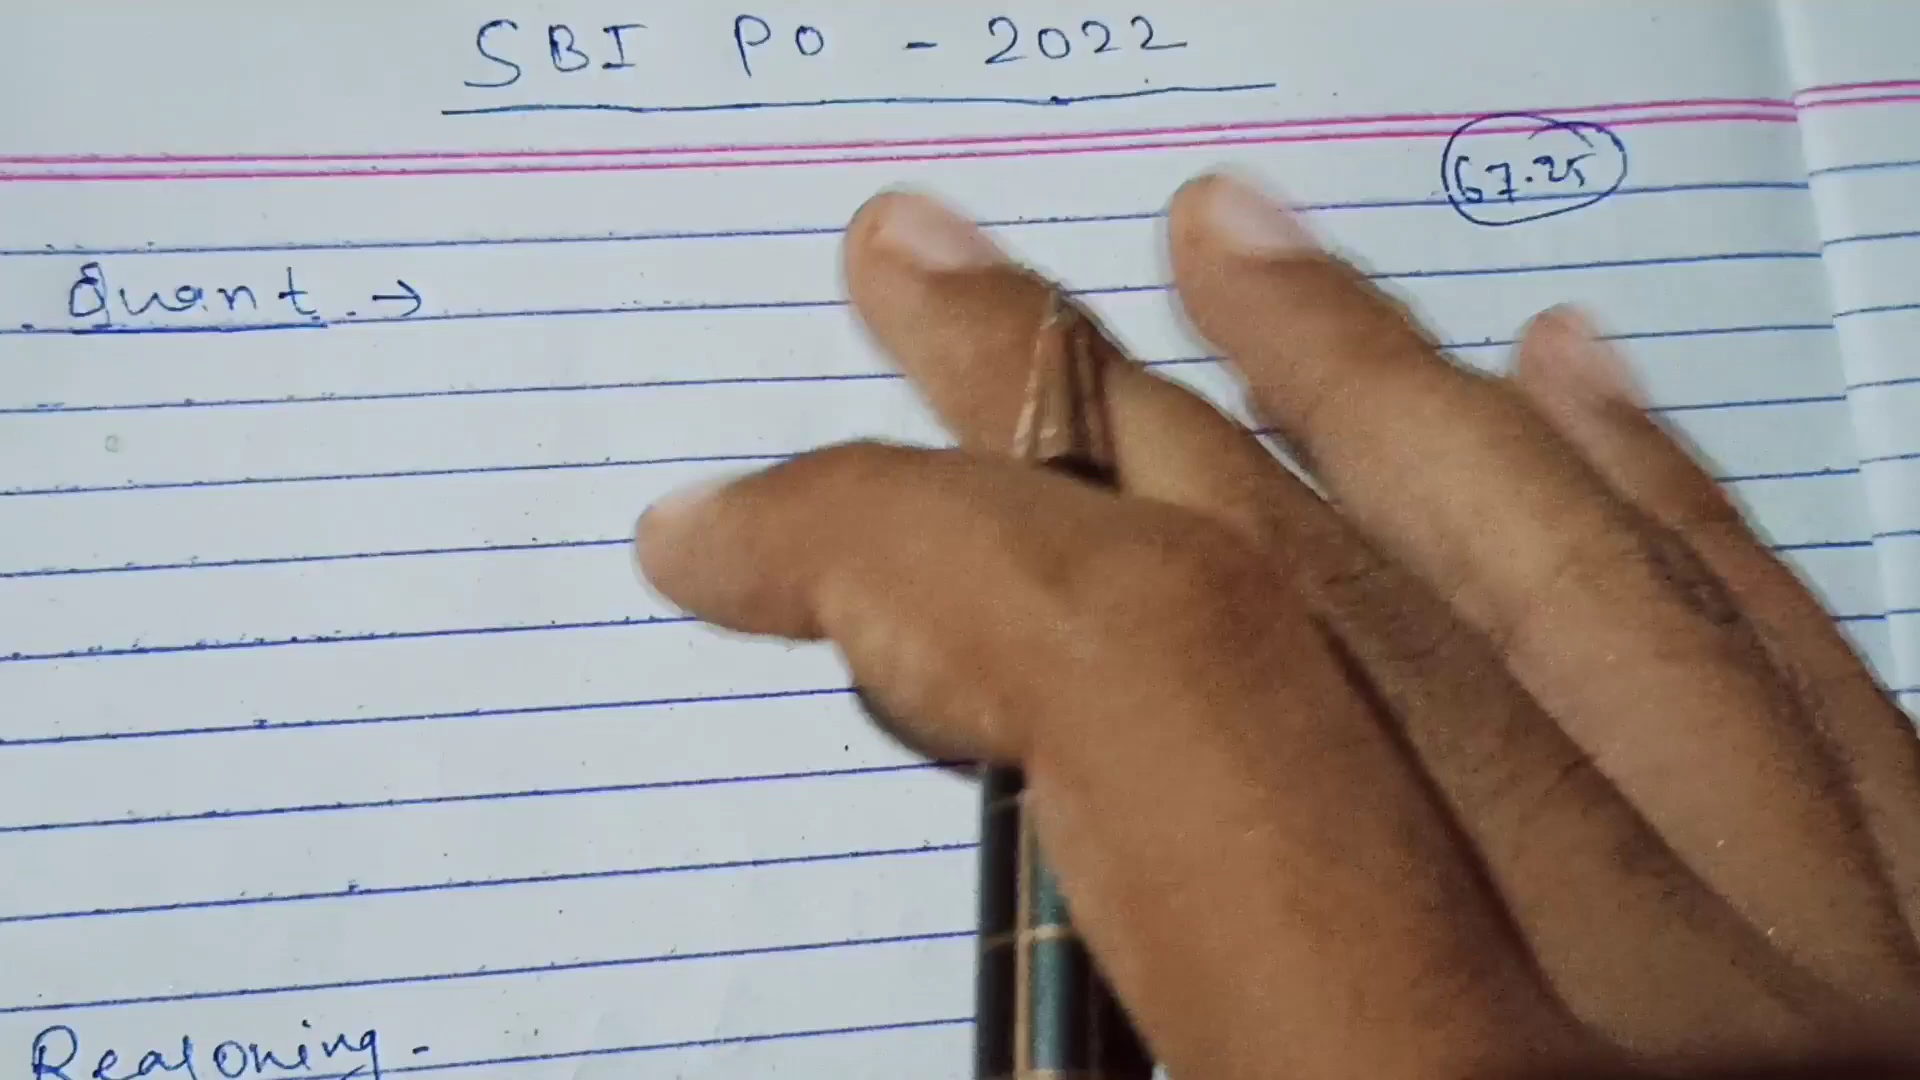 SBI PO - 2022
67.25
Quant. →
Reasoning -